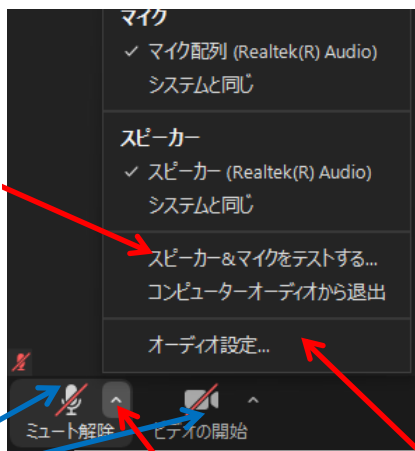 マイク
✓ マイク配列 (Realtek(R) Audio)
システムと同じ
スピーカー
✓ スピーカー (Realtek(R) Audio)
システムと同じ
スピーカー&マイクをテストする...
コンピューターオーディオから退出
オーディオ設定...
ミュート解除
ビデオの開始